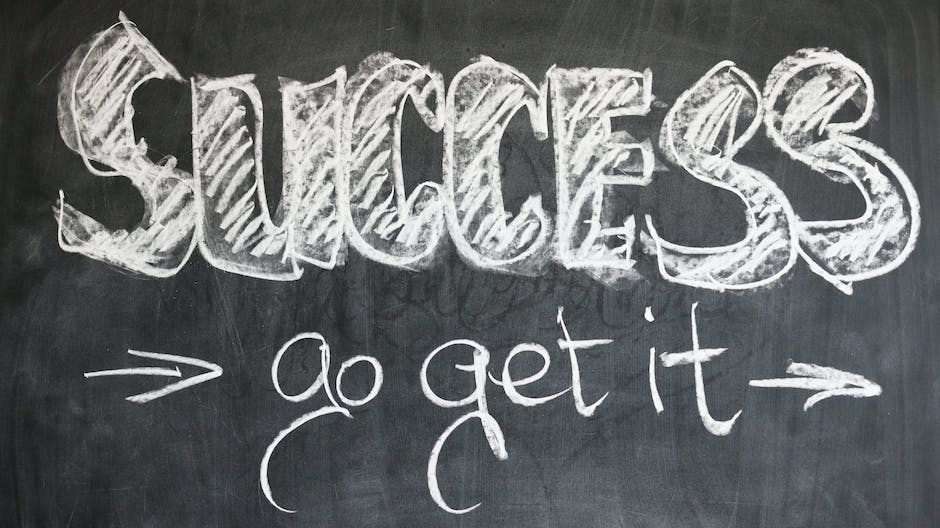 SUCCESS
→ go get it →